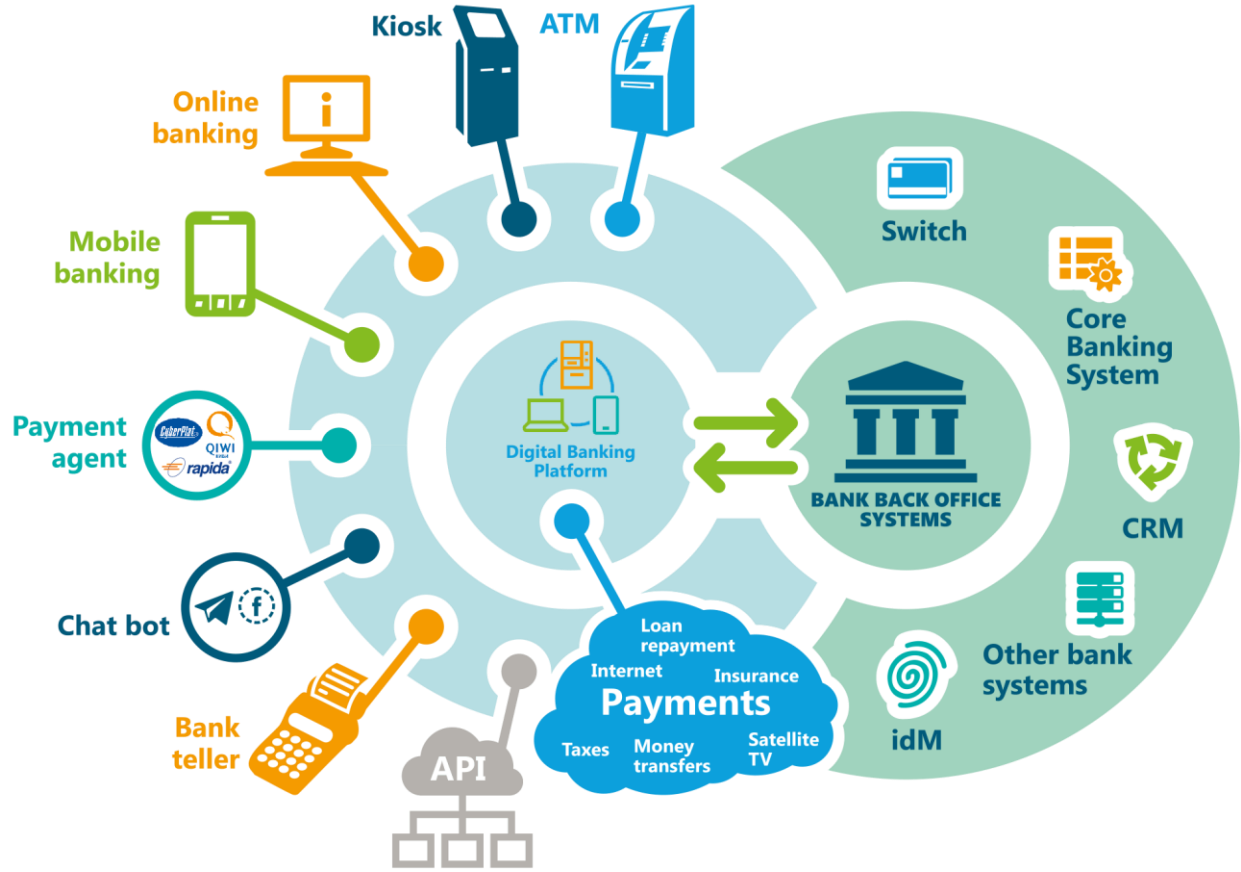 Kiosk
ATM
Online
banking
i
Mobile
banking
Payment
agent
CyberPlat
QIWI
rapida
Chat bot
f
Bank
teller
API
Digital Banking
Platform
BANK BACK OFFICE
SYSTEMS
Loan
repayment
Internet
Insurance
Payments
Taxes
Money
transfers
Satellite
TV
Switch
Core
Banking
System
CRM
Other bank
systems
idM